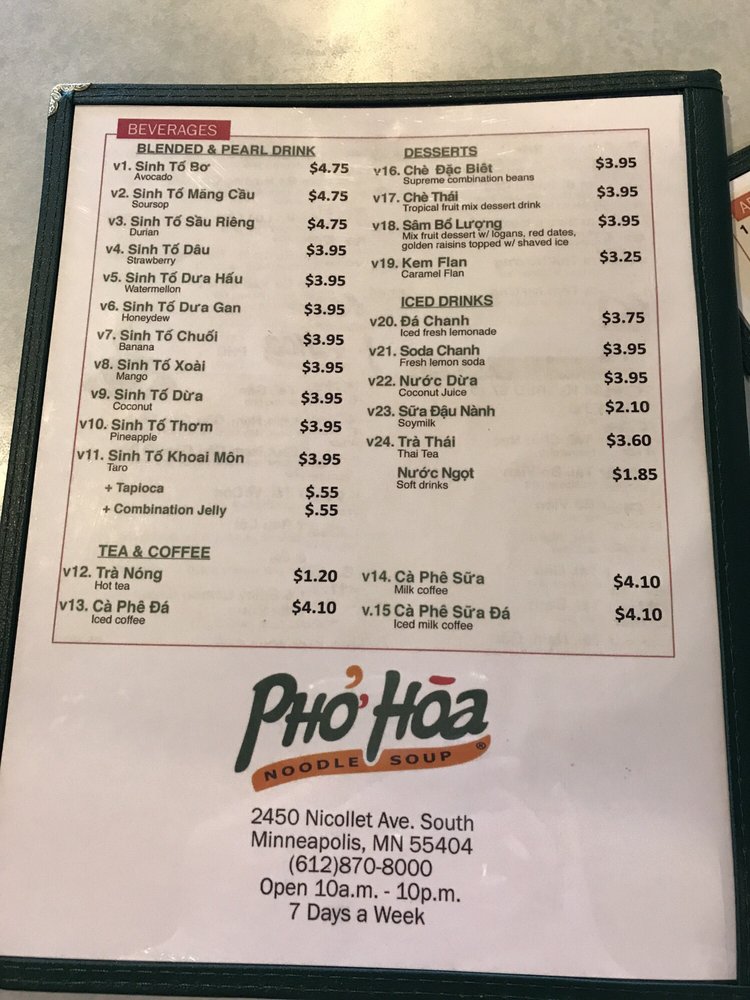 BEVERAGES
BLENDED & PEARL DRINK
v1. Sinh Tố Bơ $4.75
Avocado
v2. Sinh Tố Mãng Cầu $4.75
Soursop
v3. Sinh Tố Sầu Riêng $4.75
Durian
v4. Sinh Tố Dâu $3.95
Strawberry
v5. Sinh Tố Dưa Hấu $3.95
Watermellon
v6. Sinh Tố Dưa Gan $3.95
Honeydew
v7. Sinh Tố Chuối $3.95
Banana
v8. Sinh Tố Xoài $3.95
Mango
v9. Sinh Tố Dừa $3.95
Coconut
v10. Sinh Tố Thơm $3.95
Pineapple
v11. Sinh Tố Khoai Môn $3.95
Taro
+ Tapioca $.55
+ Combination Jelly $.55
DESSERTS
v16. Chè Đặc Biêt $3.95
Supreme combination beans
v17. Chè Thái $3.95
Tropical fruit mix dessert drink
v18. Sâm Bổ Lượng $3.95
Mix fruit dessert w/ logans, red dates,
golden raisins topped w/ shaved ice
v19. Kem Flan $3.25
Caramel Flan
ICED DRINKS
v20. Đá Chanh $3.75
Iced fresh lemonade
v21. Soda Chanh $3.95
Fresh lemon soda
v22. Nước Dừa $3.95
Coconut Juice
v23. Sữa Đậu Nành $2.10
Soymilk
v24. Trà Thái $3.60
Thai Tea
Nước Ngọt $1.85
Soft drinks
TEA & COFFEE
v12. Trà Nóng $1.20
Hot tea
v13. Cà Phê Đá $4.10
Iced coffee
v14. Cà Phê Sữa $4.10
Milk coffee
v.15 Cà Phê Sữa Đá $4.10
Iced milk coffee
PHỞ HÒA
NOODLE SOUP ®
2450 Nicollet Ave. South
Minneapolis, MN 55404
(612)870-8000
Open 10a.m. - 10p.m.
7 Days a Week